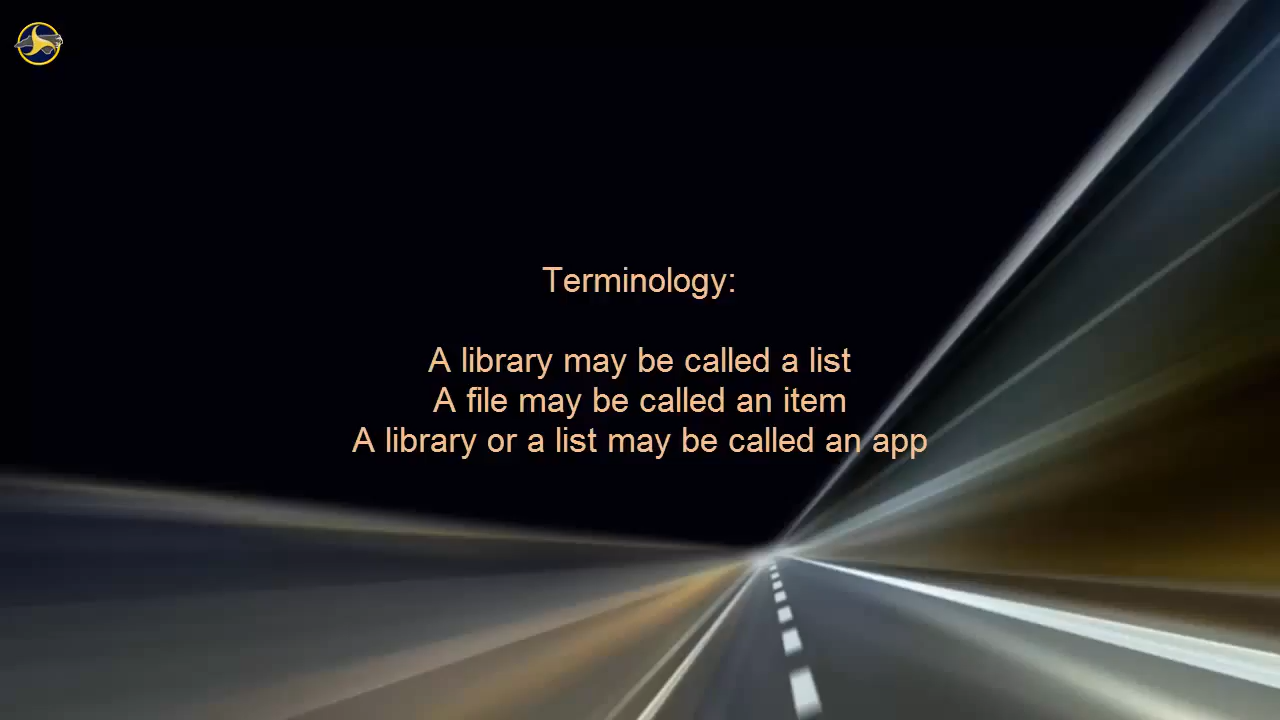 Terminology:
A library may be called a list
A file may be called an item
A library or a list may be called an app